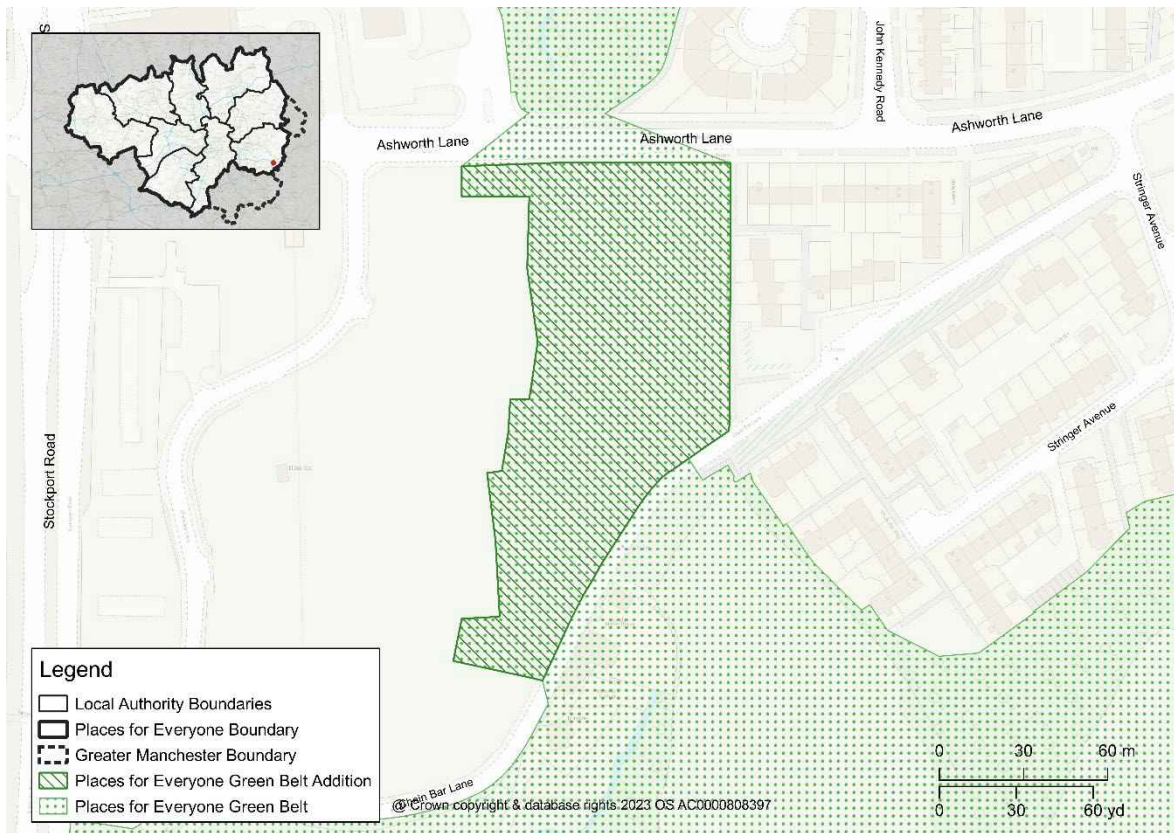 S
John Kennedy Road
Ashworth Lane
Ashworth Lane
Ashworth Lane
Stringer Avenue
Stringer Avenue
Stockport Road
Legend
Local Authority Boundaries
Places for Everyone Boundary
Greater Manchester Boundary
Places for Everyone Green Belt Addition
Places for Everyone Green Belt
Chain Bar Lane
@ Crown copyright & database rights 2023 OS AC0000808397
0 30 60 m
0 30 60 yd